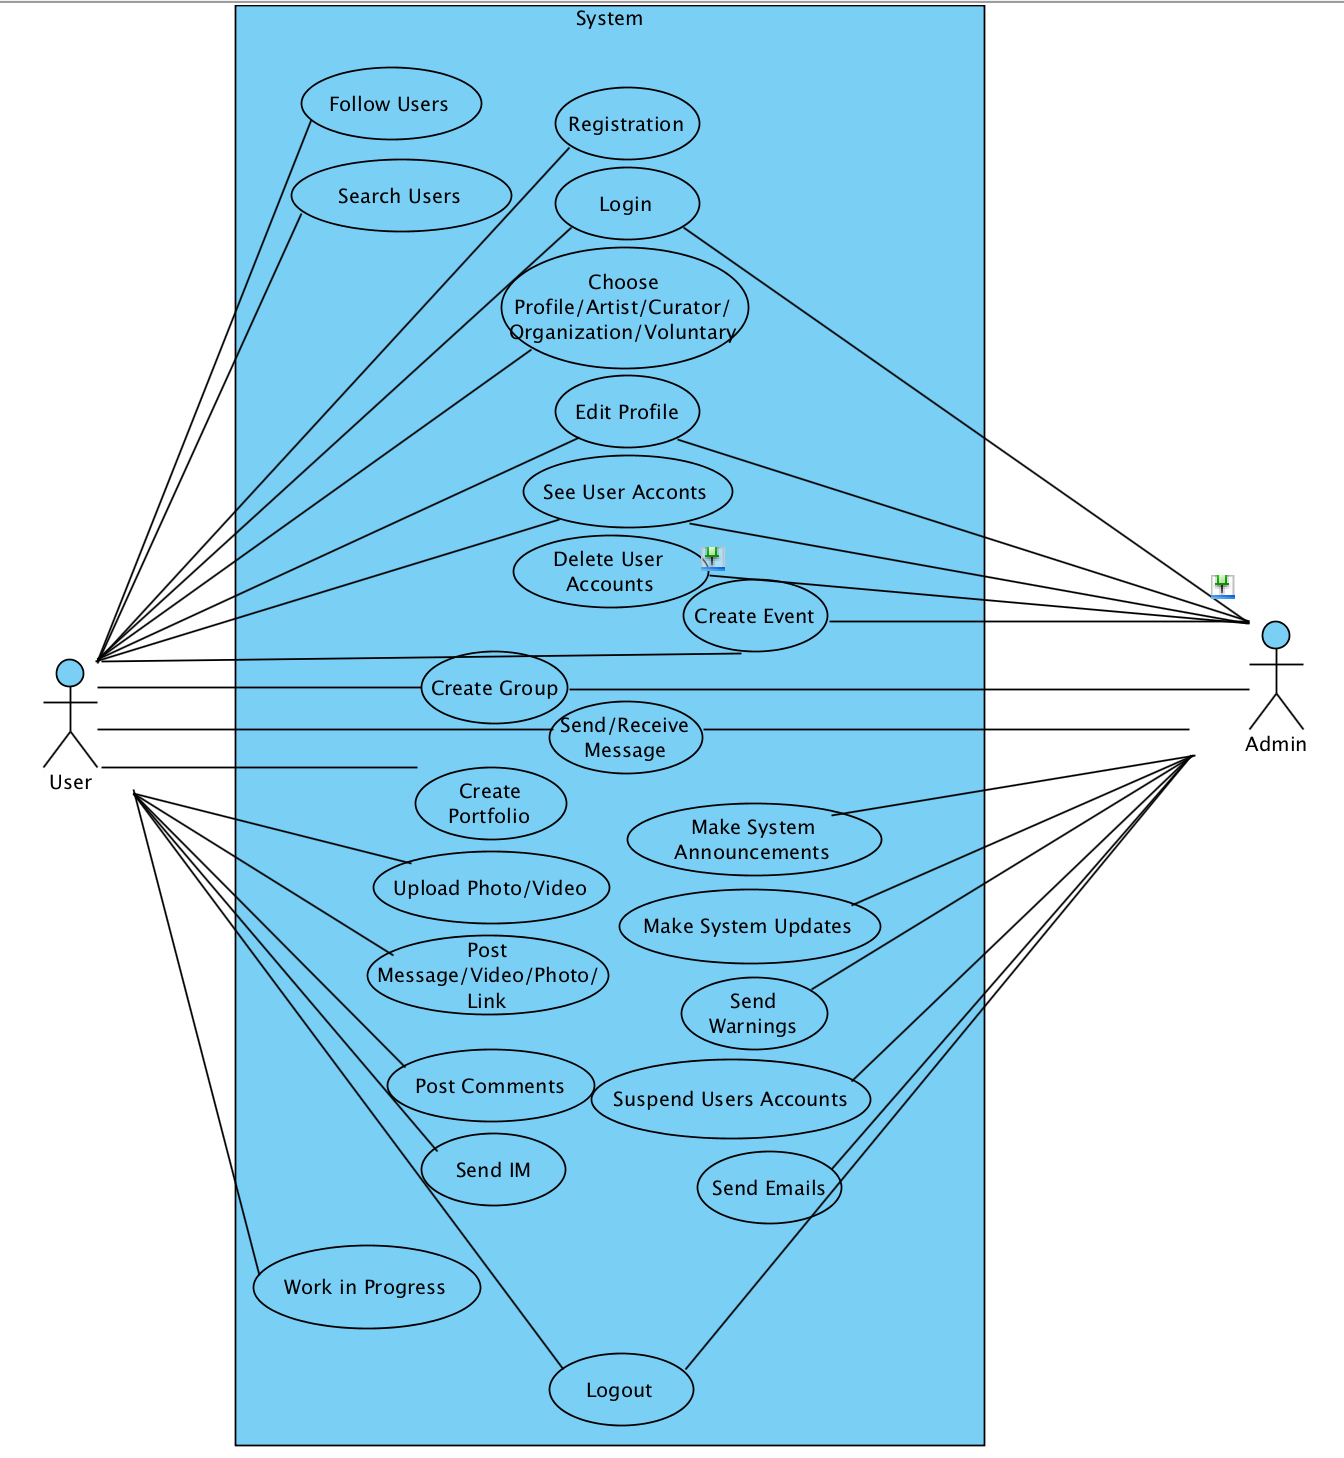 System
Follow Users
Registration
Search Users
Login
Choose
Profile/Artist/Curator/
Organization/Voluntary
Edit Profile
See User Acconts
Delete User
Accounts
Create Event
Create Group
Send/Receive
Message
User
Admin
Create
Portfolio
Make System
Announcements
Upload Photo/Video
Make System Updates
Post
Message/Video/Photo/
Link
Send
Warnings
Post Comments
Suspend Users Accounts
Send IM
Send Emails
Work in Progress
Logout